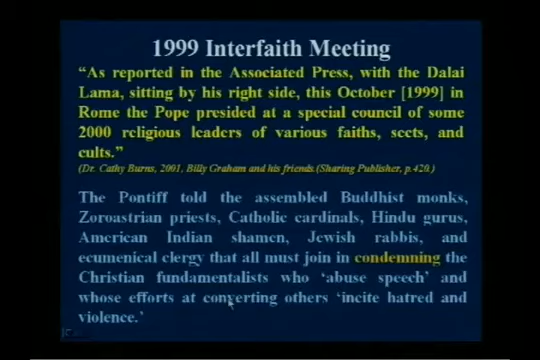 1999 Interfaith Meeting
“As reported in the Associated Press, with the Dalai
Lama, sitting by his right side, this October [1999] in
Rome the Pope presided at a special council of some
2000 religious leaders of various faiths, sects, and
cults.”
(Dr. Cathy Burns, 2001, Billy Graham and his friends.(Sharing Publisher, p.420.)
The Pontiff told the assembled Buddhist monks,
Zoroastrian priests, Catholic cardinals, Hindu gurus,
American Indian shamen, Jewish rabbis, and
ecumenical clergy that all must join in condemning the
Christian fundamentalists who ‘abuse speech’ and
whose efforts at converting others ‘incite hatred and
violence.’